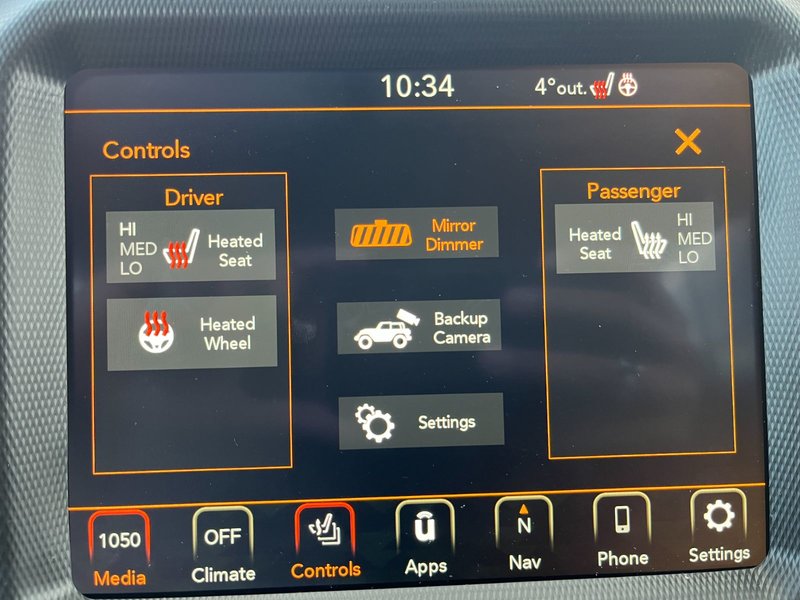 10:34
4°out.
Controls
Driver
HI
MED
LO
Heated
Seat
Heated
Wheel
Mirror
Dimmer
Backup
Camera
Settings
Passenger
Heated
Seat
HI
MED
LO
1050
Media
OFF
Climate
Controls
Apps
N
Nav
Phone
Settings